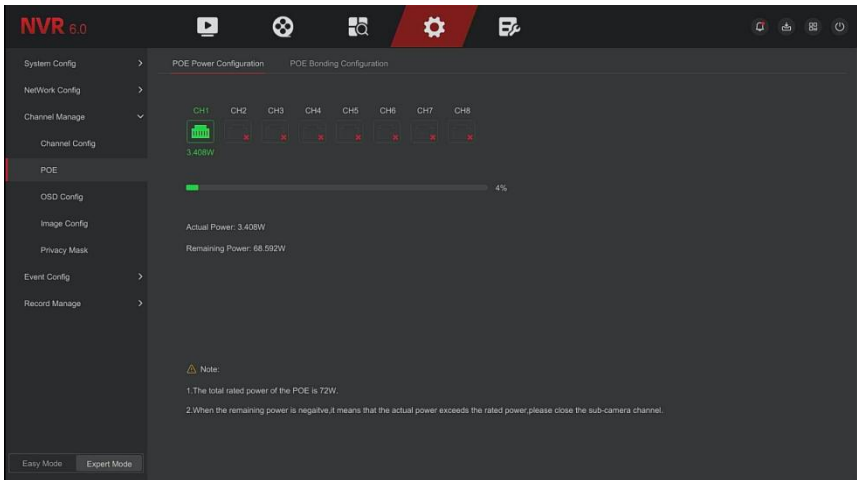 NVR 6.0
System Config
NetWork Config
Channel Manage
Channel Config
POE
OSD Config
Image Config
Privacy Mask
Event Config
Record Manage
Easy Mode Expert Mode
POE Power Configuration POE Bonding Configuration
CH1 CH2 CH3 CH4 CH5 CH6 CH7 CH8
3.408W
4%
Actual Power: 3.408W
Remaining Power: 68.592W
Note:
1.The total rated power of the POE is 72W.
2.When the remaining power is negaitve,it means that the actual power exceeds the rated power,please close the sub-camera channel.